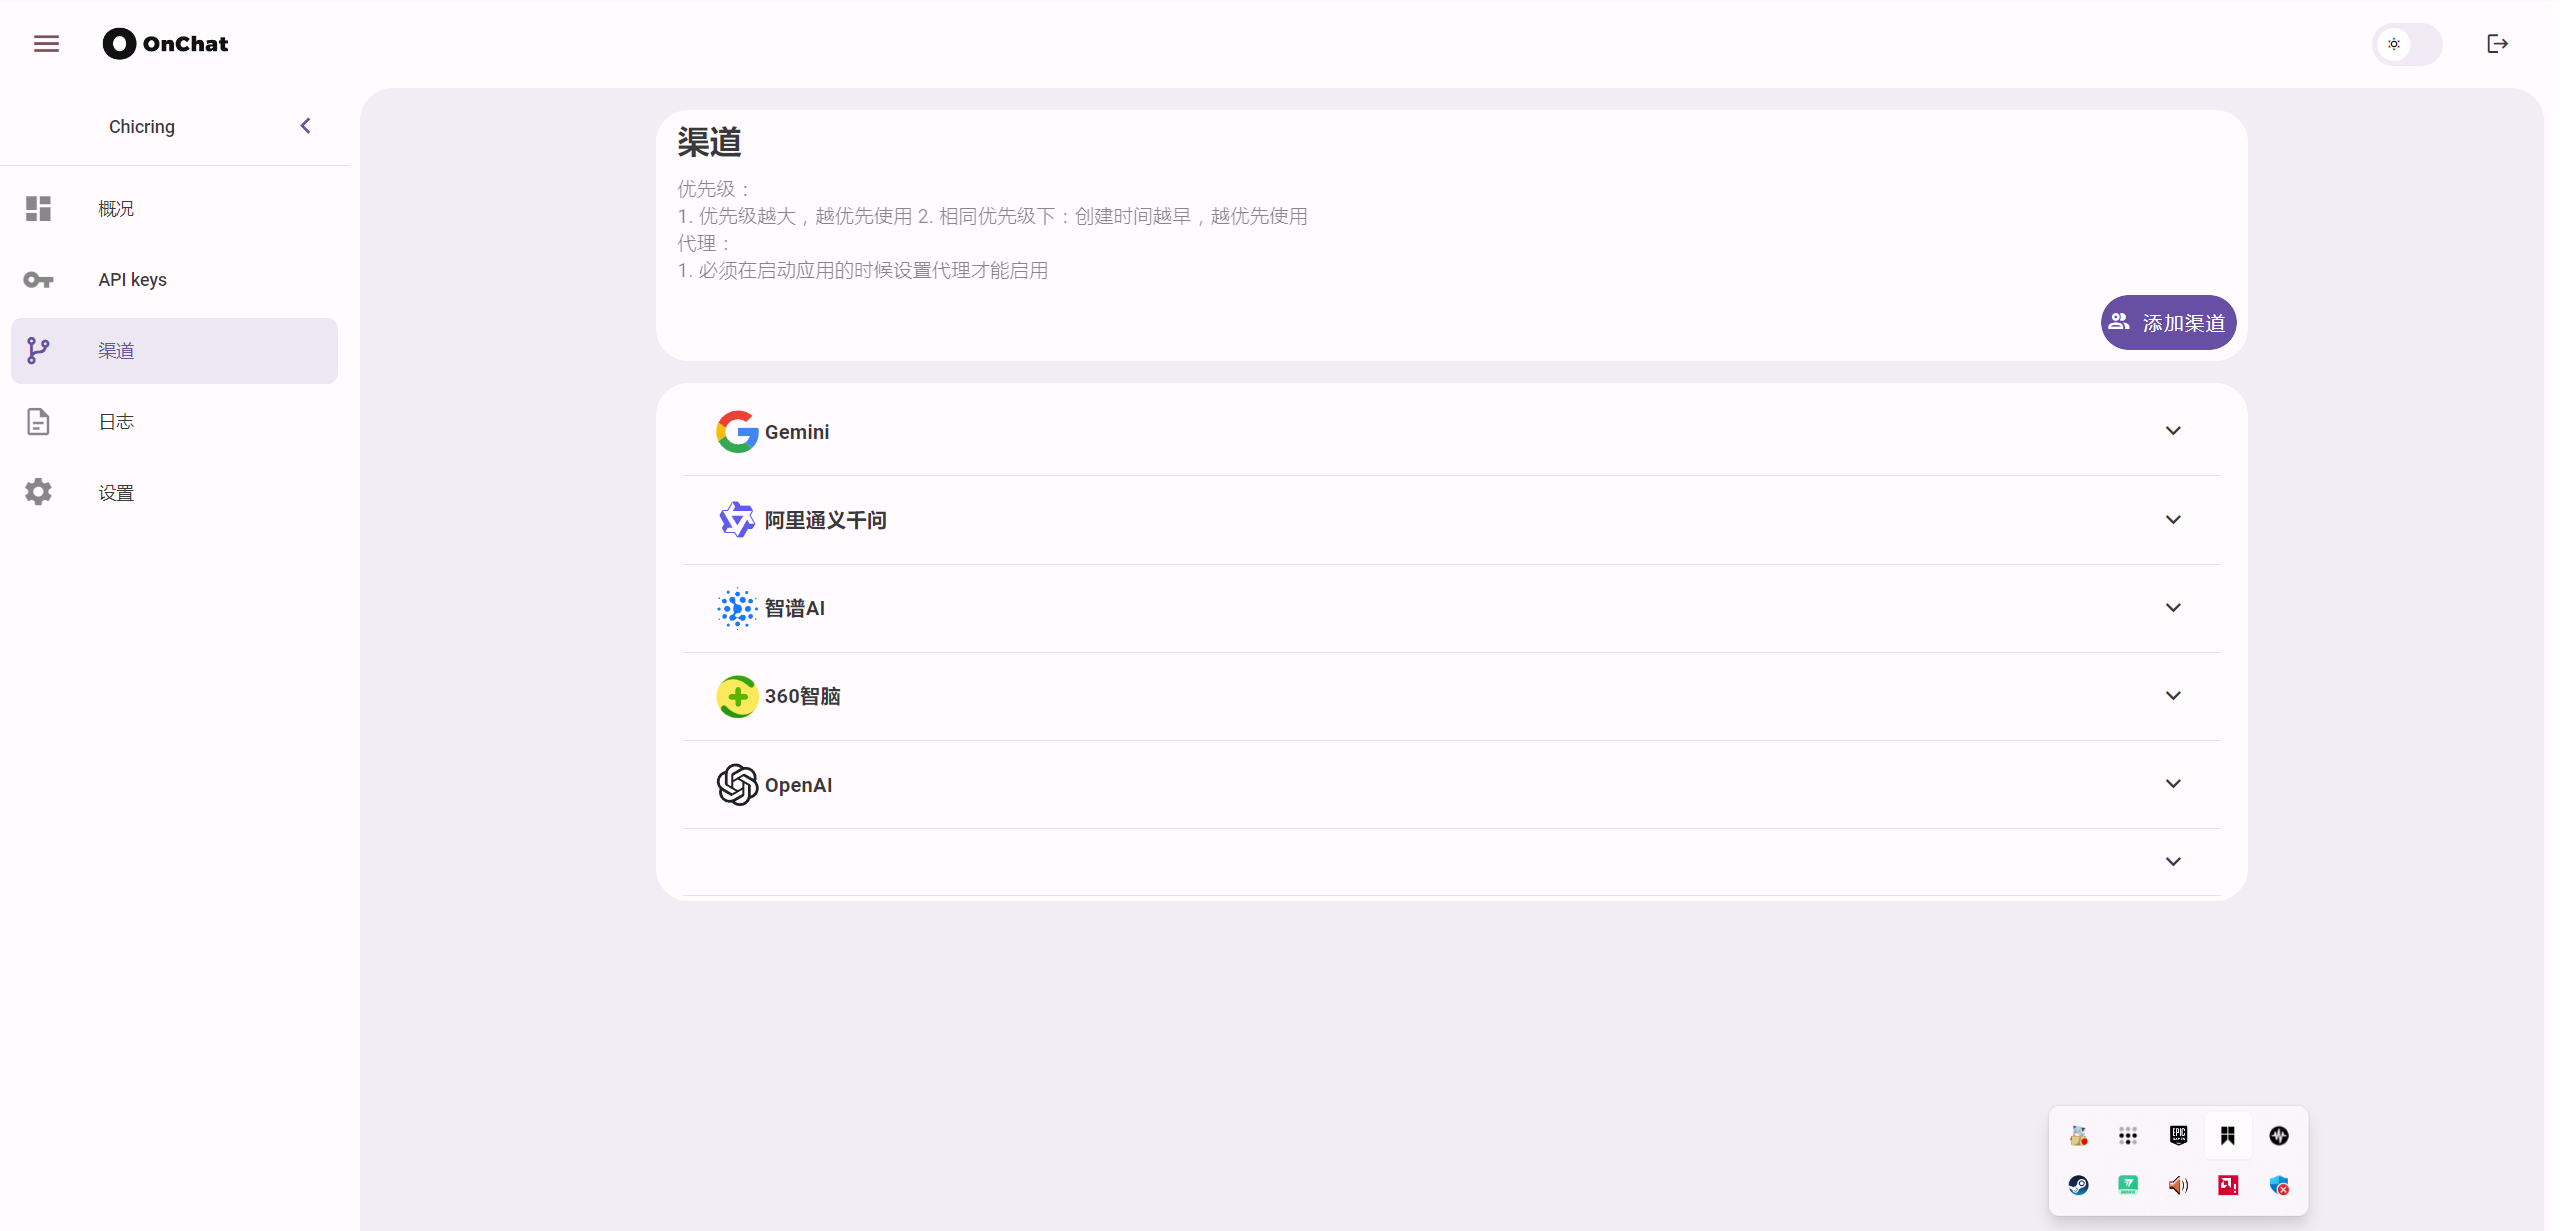 OnChat
Chicring
概况
API keys
渠道
日志
设置
渠道
优先级：
1. 优先级越大，越优先使用 2. 相同优先级下：创建时间越早，越优先使用
代理：
1. 必须在启动应用的时候设置代理才能启用
添加渠道
Gemini
阿里通义千问
智谱AI
360智脑
OpenAI
EPIC